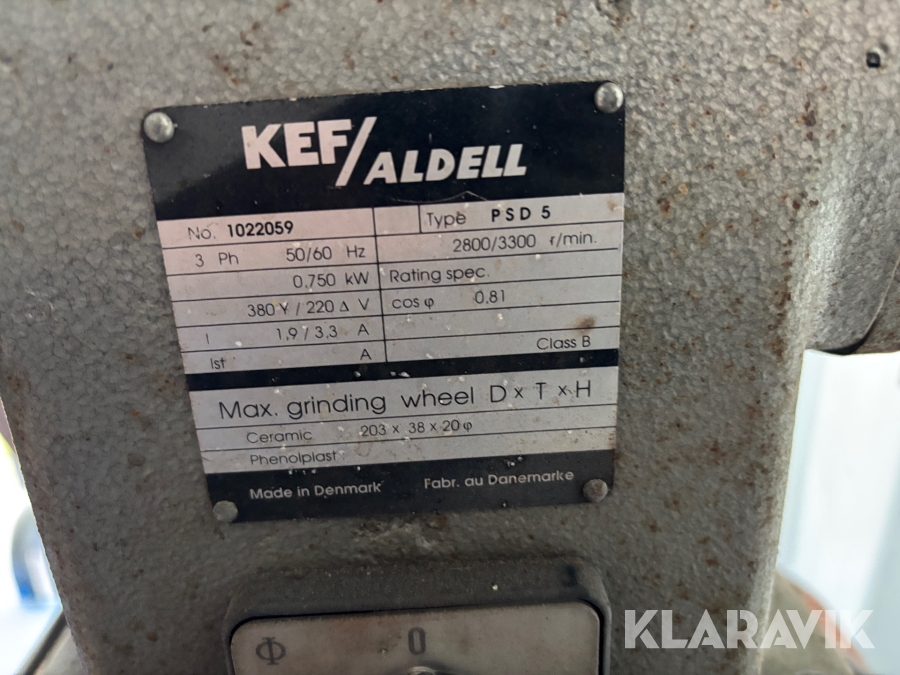 KEF/ALDELL
No. 1022059 Type PSD 5
3 Ph 50/60 Hz 2800/3300 r/min.
0,750 kW Rating spec.
380 Y / 220 Δ V cos φ 0,81
I 1,9 / 3,3 A
Ist A Class B
Max. grinding wheel D x T x H
Ceramic 203 x 38 x 20 φ
Phenolplast
Made in Denmark Fabr. au Danemarke
Φ 0
KLARAVIK